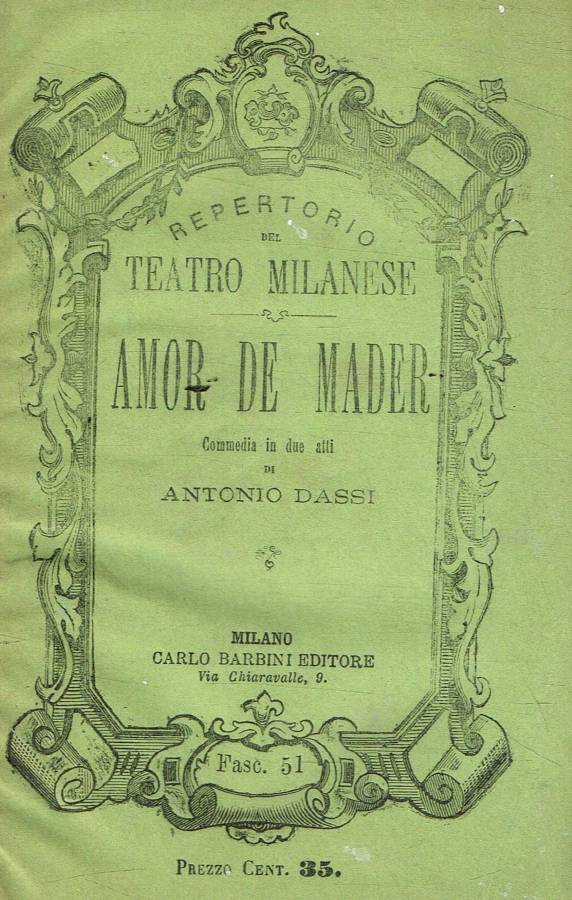 REPERTORIO
DEL
TEATRO MILANESE
AMOR DE MADER
Commedia in due atti
DI
ANTONIO DASSI
MILANO
CARLO BARBINI EDITORE
Via Chiaravalle, 9.
Fasc. 51
PREZZO CENT. 35.